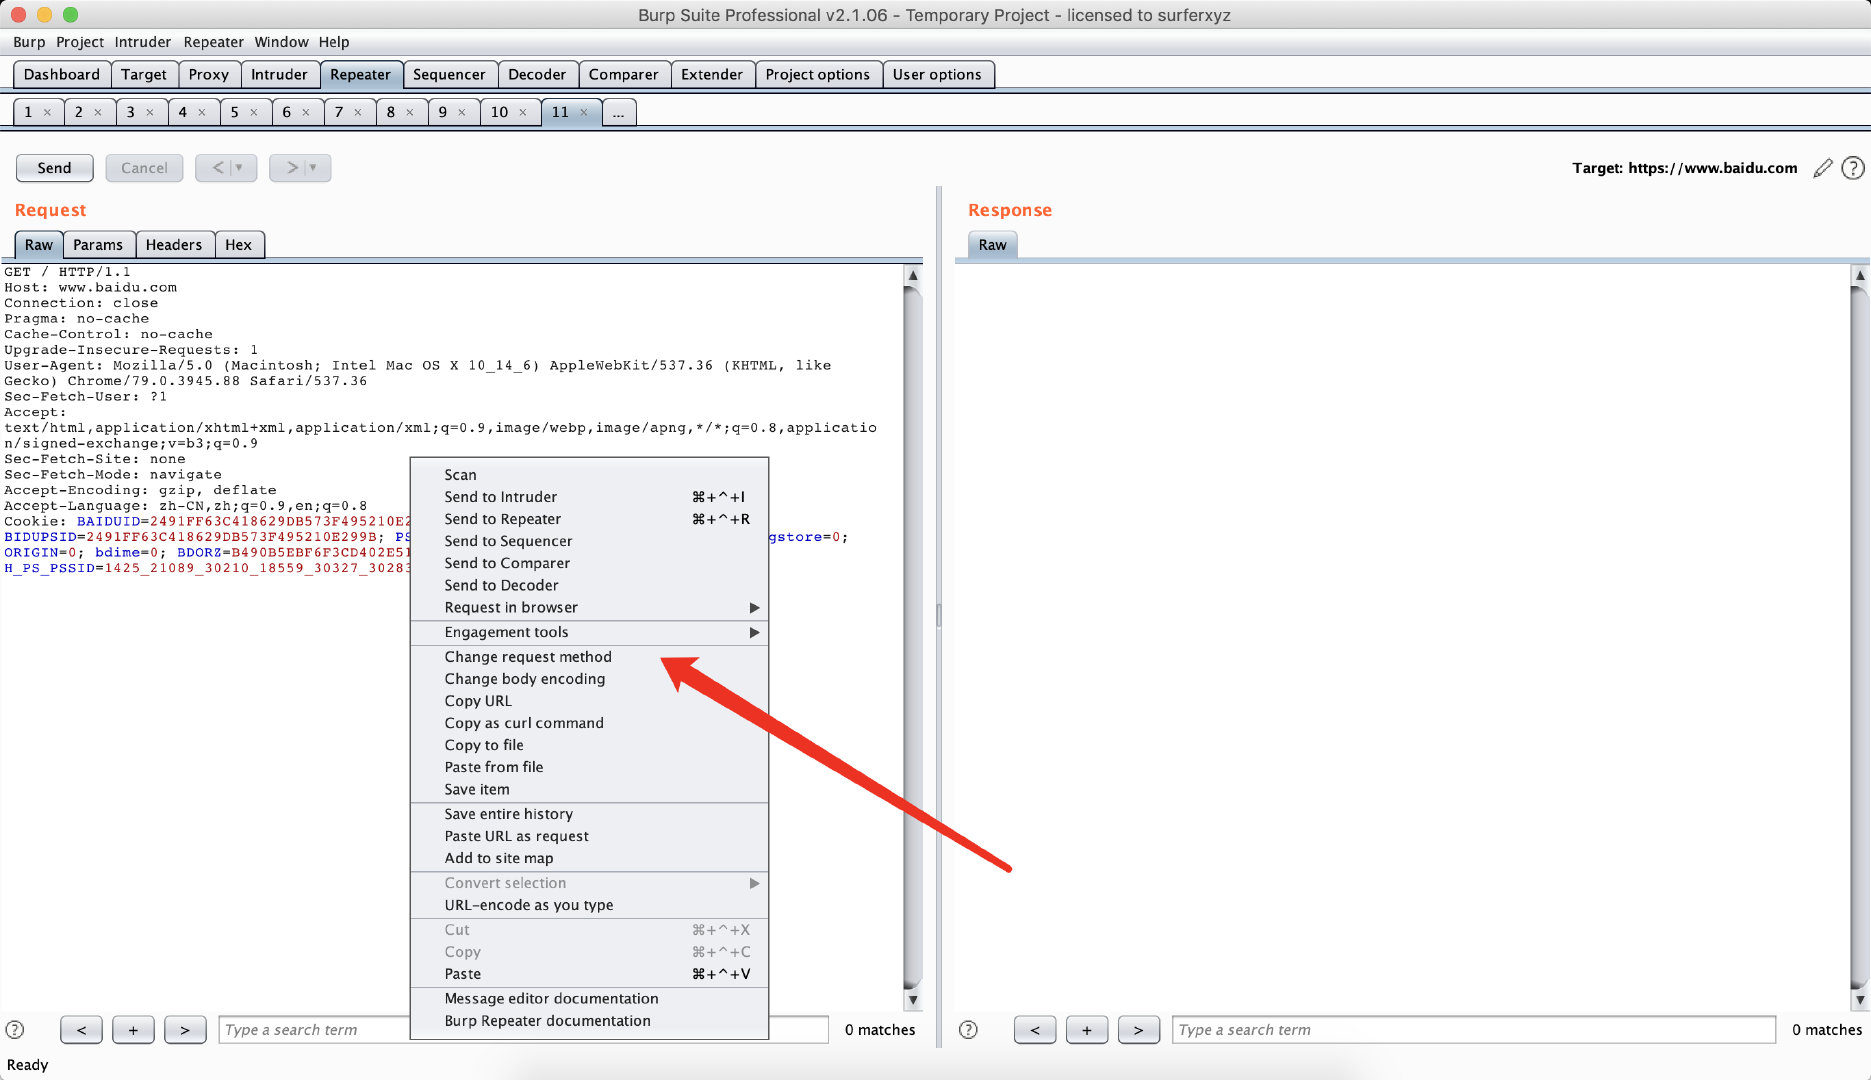 Burp Suite Professional v2.1.06 - Temporary Project - licensed to surferxyz
Burp Project Intruder Repeater Window Help
Dashboard Target Proxy Intruder Repeater Sequencer Decoder Comparer Extender Project options User options
1 × 2 × 3 × 4 × 5 × 6 × 7 × 8 × 9 × 10 × 11 × ...
Send Cancel < > Target: https://www.baidu.com ?
Request
Raw Params Headers Hex
GET / HTTP/1.1
Host: www.baidu.com
Connection: close
Pragma: no-cache
Cache-Control: no-cache
Upgrade-Insecure-Requests: 1
User-Agent: Mozilla/5.0 (Macintosh; Intel Mac OS X 10_14_6) AppleWebKit/537.36 (KHTML, like
Gecko) Chrome/79.0.3945.88 Safari/537.36
Sec-Fetch-User: ?1
Accept:
text/html,application/xhtml+xml,application/xml;q=0.9,image/webp,image/apng,*/*;q=0.8,applicatio
n/signed-exchange;v=b3;q=0.9
Sec-Fetch-Site: none
Sec-Fetch-Mode: navigate
Accept-Encoding: gzip, deflate
Accept-Language: zh-CN,zh;q=0.9,en;q=0.8
Cookie: BAIDUID=2491FF63C418629DB573F495210E2
BIDUPSID=2491FF63C418629DB573F495210E299B; PS gstore=0;
ORIGIN=0; bdime=0; BDORZ=B490B5EBF6F3CD402E51
H_PS_PSSID=1425_21089_30210_18559_30327_30283
Scan
Send to Intruder ⌘+^+I
Send to Repeater ⌘+^+R
Send to Sequencer
Send to Comparer
Send to Decoder
Request in browser
Engagement tools
Change request method
Change body encoding
Copy URL
Copy as curl command
Copy to file
Paste from file
Save item
Save entire history
Paste URL as request
Add to site map
Convert selection
URL-encode as you type
Cut ⌘+^+X
Copy ⌘+^+C
Paste ⌘+^+V
Message editor documentation
Burp Repeater documentation
? < + > Type a search term 0 matches
Response
Raw
? < + > Type a search term 0 matches
Ready